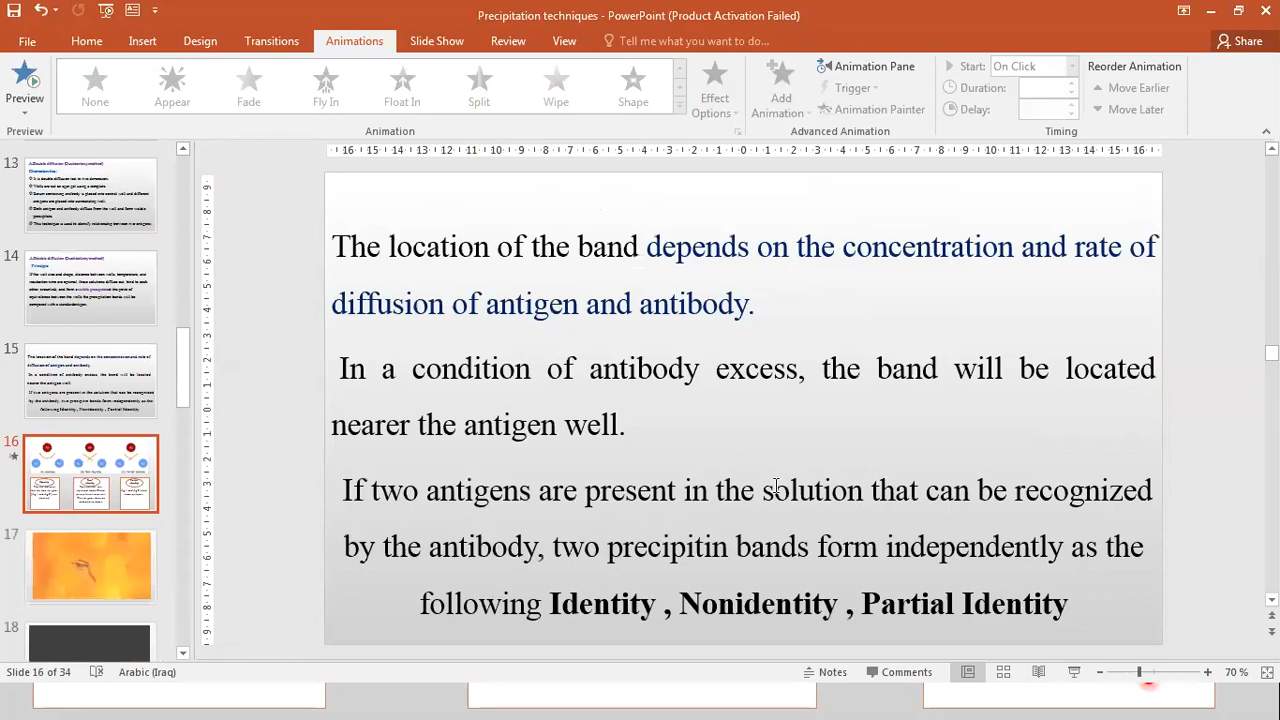 Precipitation techniques - PowerPoint (Product Activation Failed)
File Home Insert Design Transitions Animations Slide Show Review View Tell me what you want to do... Share
Preview None Appear Fade Fly In Float In Split Wipe Shape Effect Options Add Animation Animation Pane Trigger Animation Painter Start: On Click Duration: Delay: Reorder Animation Move Earlier Move Later
Preview Animation Advanced Animation Timing
13
14
15
16
17
18
The location of the band depends on the concentration and rate of
diffusion of antigen and antibody.
In a condition of antibody excess, the band will be located
nearer the antigen well.
If two antigens are present in the solution that can be recognized
by the antibody, two precipitin bands form independently as the
following Identity , Nonidentity , Partial Identity
Slide 16 of 34 Arabic (Iraq) Notes Comments 70 %